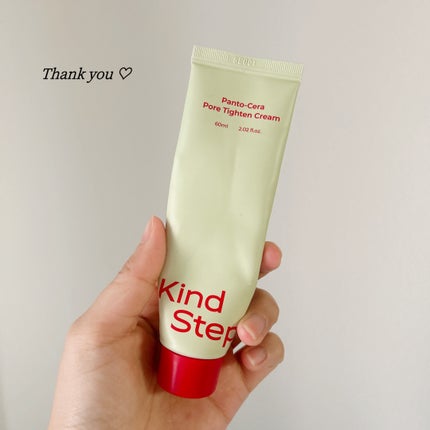 Thank you ♡
Panto-Cera
Pore Tighten Cream
60ml 2.02 fl.oz.
Kind
Step